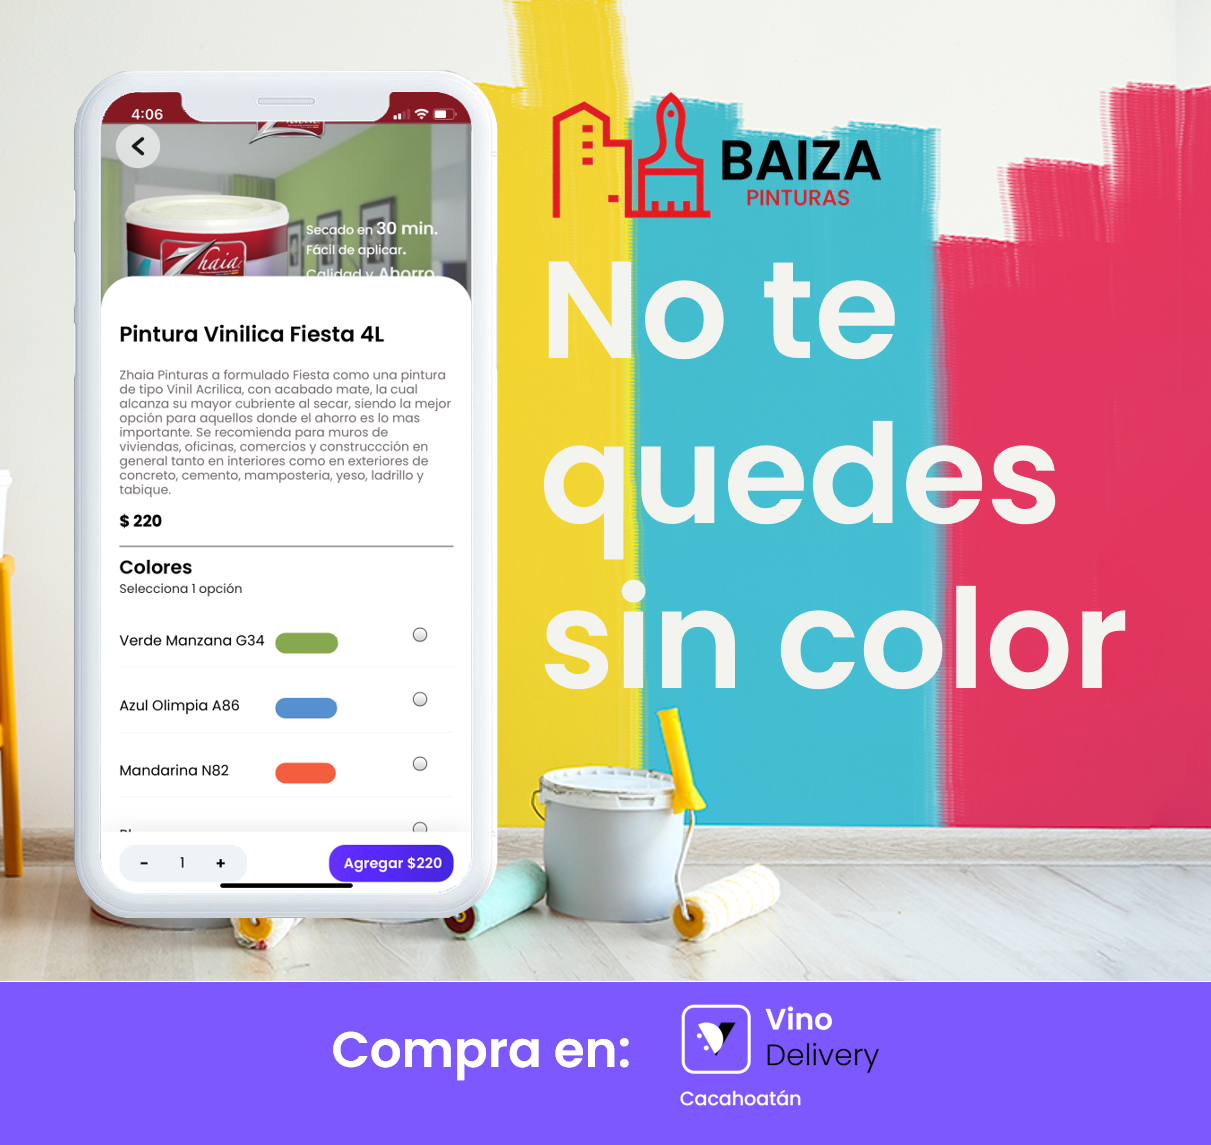 4:06
Secado en 30 min.
Fácil de aplicar.
Calidad y Ahorro
Zhaia
Pintura Vinilica Fiesta 4L
Zhaia Pinturas a formulado Fiesta como una pintura
de tipo Vinil Acrilica, con acabado mate, la cual
alcanza su mayor cubriente al secar, siendo la mejor
opción para aquellos donde el ahorro es lo mas
importante. Se recomienda para muros de
viviendas, oficinas, comercios y construccción en
general tanto en interiores como en exteriores de
concreto, cemento, mamposteria, yeso, ladrillo y
tabique.
$ 220
Colores
Selecciona 1 opción
Verde Manzana G34
Azul Olimpia A86
Mandarina N82
- 1 +
Agregar $220
BAIZA
PINTURAS
No te
quedes
sin color
Compra en:
Vino
Delivery
Cacahoatán